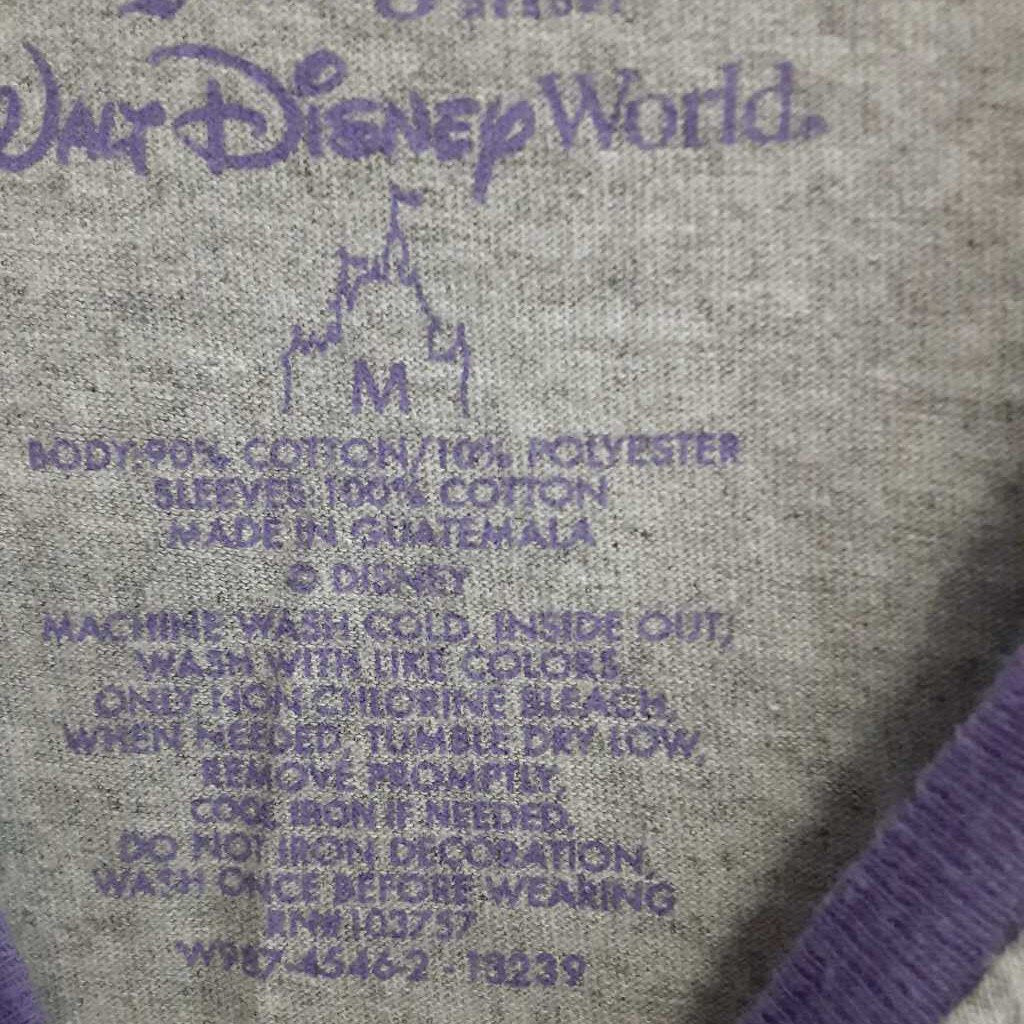 WALT DISNEY World.
M
BODY:90% COTTON/10% POLYESTER
SLEEVES:100% COTTON
MADE IN GUATEMALA
© DISNEY
MACHINE WASH COLD, INSIDE OUT,
WASH WITH LIKE COLORS,
ONLY NON CHLORINE BLEACH,
WHEN NEEDED, TUMBLE DRY LOW,
REMOVE PROMPTLY,
COOL IRON IF NEEDED,
DO NOT IRON DECORATION,
WASH ONCE BEFORE WEARING
RN# 103757
W987-4546-2 - 13239